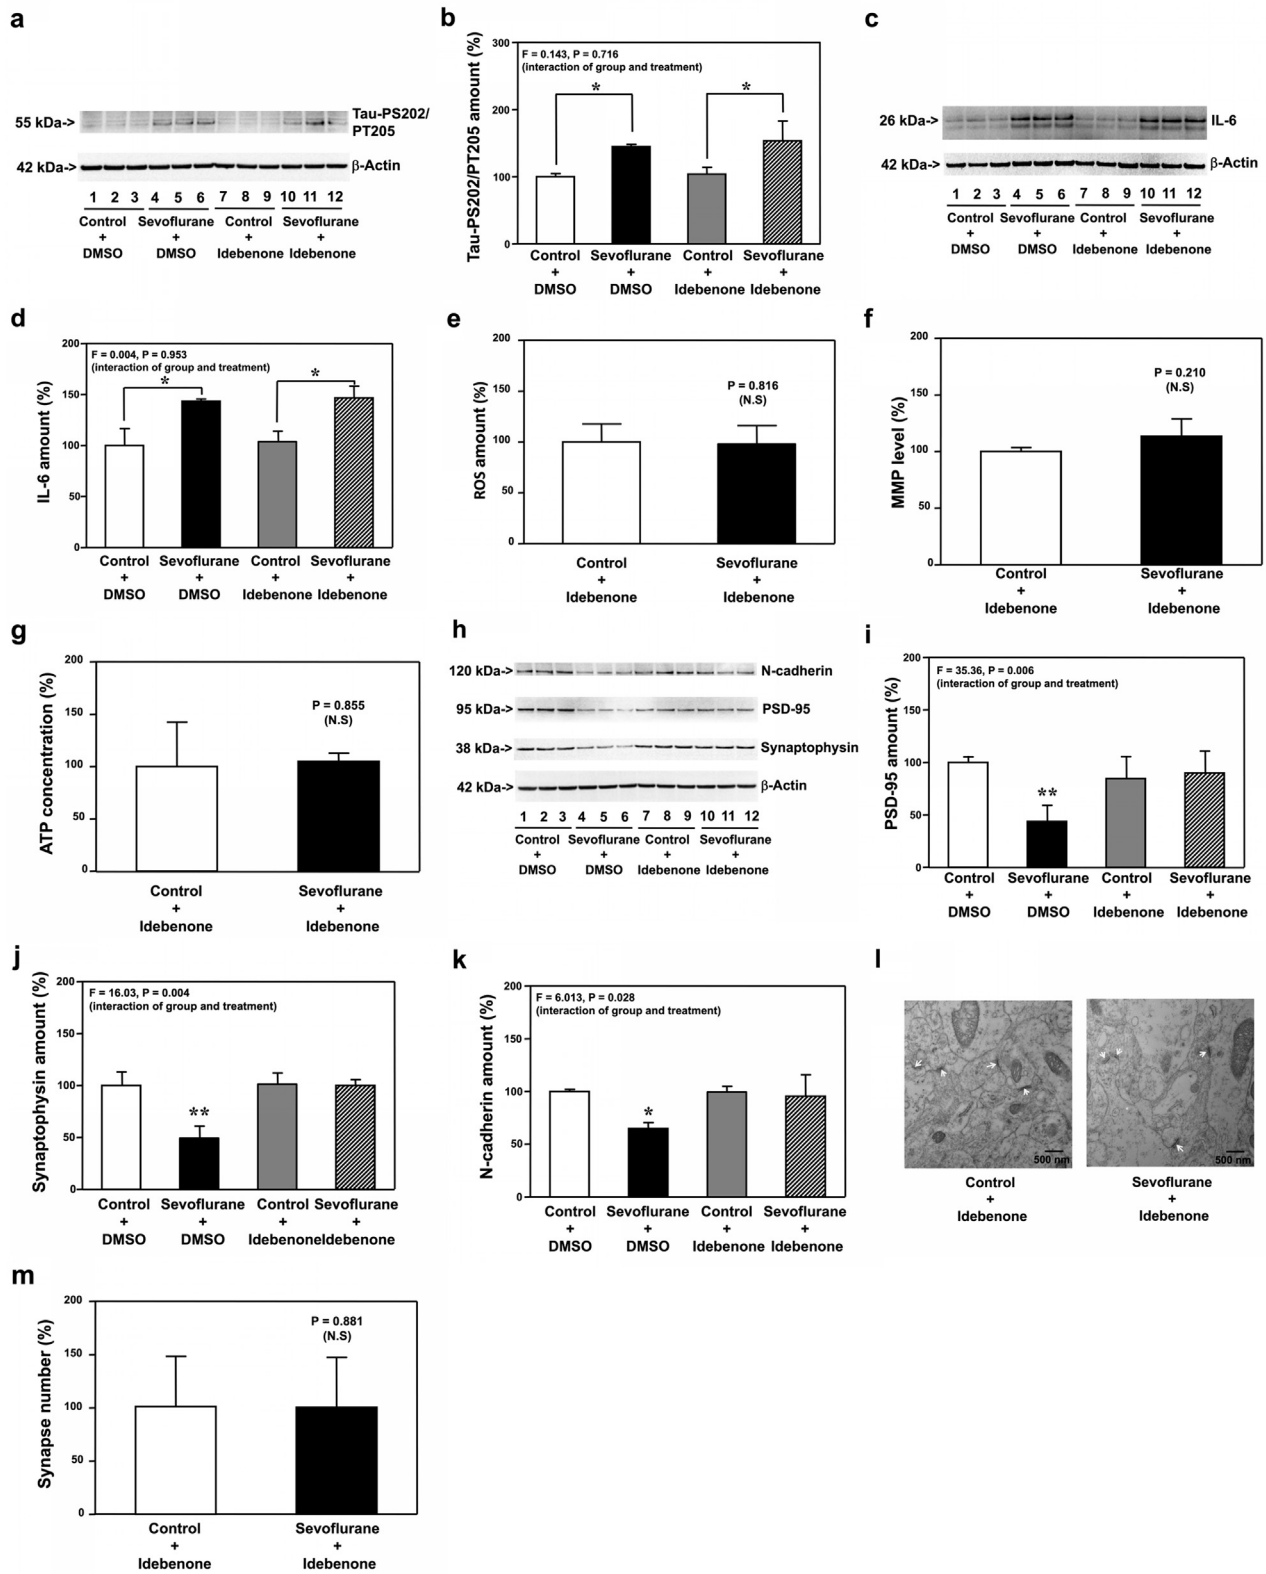 a
55 kDa->
Tau-PS202/
PT205
42 kDa->
β-Actin
1 2 3 4 5 6 7 8 9 10 11 12
Control Sevoflurane Control Sevoflurane
+ + + +
DMSO DMSO Idebenone Idebenone
b
Tau-PS202/PT205 amount (%)
300
200
100
0
F = 0.143, P = 0.716
(interaction of group and treatment)
* *
Control Sevoflurane Control Sevoflurane
+ + + +
DMSO DMSO Idebenone Idebenone
c
26 kDa->
IL-6
42 kDa->
β-Actin
1 2 3 4 5 6 7 8 9 10 11 12
Control Sevoflurane Control Sevoflurane
+ + + +
DMSO DMSO Idebenone Idebenone
d
IL-6 amount (%)
200
150
100
50
0
F = 0.004, P = 0.953
(interaction of group and treatment)
* *
Control Sevoflurane Control Sevoflurane
+ + + +
DMSO DMSO Idebenone Idebenone
e
ROS amount (%)
200
150
100
50
0
P = 0.816
(N.S)
Control Sevoflurane
+ +
Idebenone Idebenone
f
MMP level (%)
200
150
100
50
0
P = 0.210
(N.S)
Control Sevoflurane
+ +
Idebenone Idebenone
g
ATP concentration (%)
200
150
100
50
0
P = 0.855
(N.S)
Control Sevoflurane
+ +
Idebenone Idebenone
h
120 kDa->
N-cadherin
95 kDa->
PSD-95
38 kDa->
Synaptophysin
42 kDa->
β-Actin
1 2 3 4 5 6 7 8 9 10 11 12
Control Sevoflurane Control Sevoflurane
+ + + +
DMSO DMSO Idebenone Idebenone
i
PSD-95 amount (%)
200
150
100
50
0
F = 35.36, P = 0.006
(interaction of group and treatment)
**
Control Sevoflurane Control Sevoflurane
+ + + +
DMSO DMSO Idebenone Idebenone
j
Synaptophysin amount (%)
200
150
100
50
0
F = 16.03, P = 0.004
(interaction of group and treatment)
**
Control Sevoflurane Control Sevoflurane
+ + + +
DMSO DMSO Idebenone Idebenone
k
N-cadherin amount (%)
200
150
100
50
0
F = 6.013, P = 0.028
(interaction of group and treatment)
*
Control Sevoflurane Control Sevoflurane
+ + + +
DMSO DMSO Idebenone Idebenone
l
500 nm
500 nm
Control Sevoflurane
+ +
Idebenone Idebenone
m
Synapse number (%)
200
150
100
50
0
P = 0.881
(N.S)
Control Sevoflurane
+ +
Idebenone Idebenone